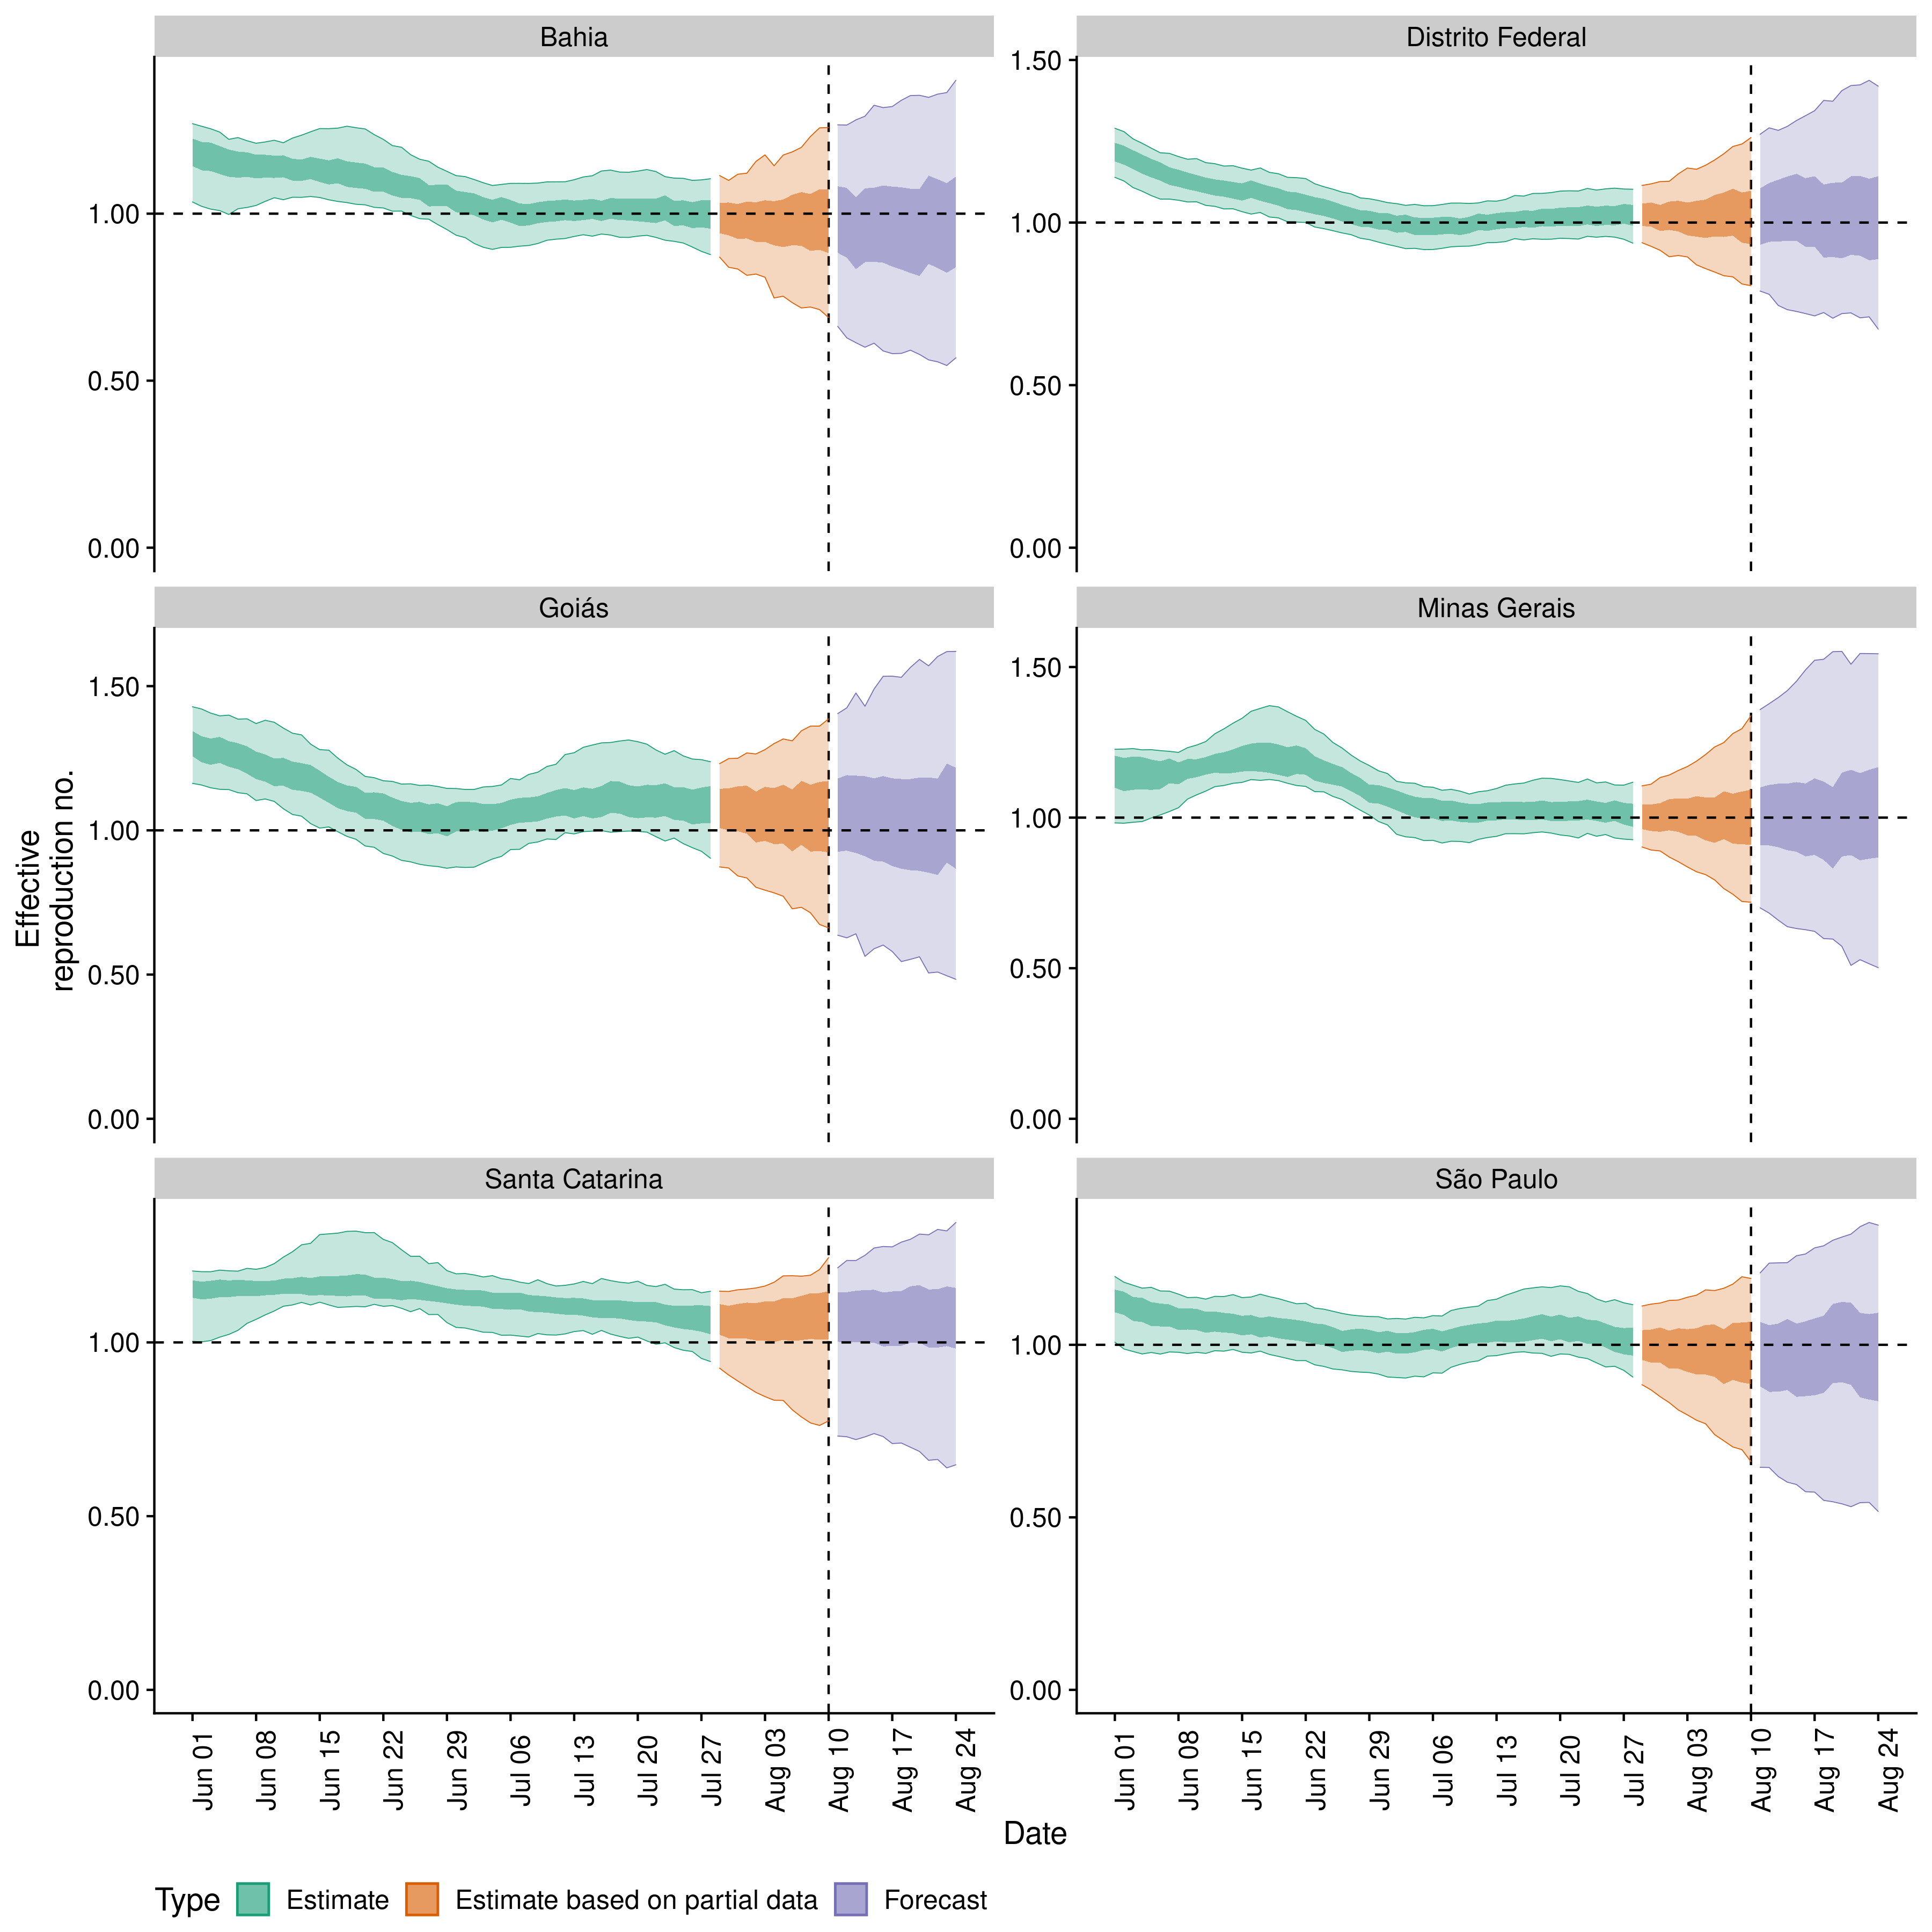 Bahia
Distrito Federal
1.00
0.50
0.00
1.50
1.00
0.50
0.00
Goiás
Minas Gerais
1.50
1.00
0.50
0.00
1.50
1.00
0.50
0.00
Effective
reproduction no.
Santa Catarina
São Paulo
1.00
0.50
0.00
1.00
0.50
0.00
Jun 01
Jun 08
Jun 15
Jun 22
Jun 29
Jul 06
Jul 13
Jul 20
Jul 27
Aug 03
Aug 10
Aug 17
Aug 24
Jun 01
Jun 08
Jun 15
Jun 22
Jun 29
Jul 06
Jul 13
Jul 20
Jul 27
Aug 03
Aug 10
Aug 17
Aug 24
Date
Type Estimate Estimate based on partial data Forecast